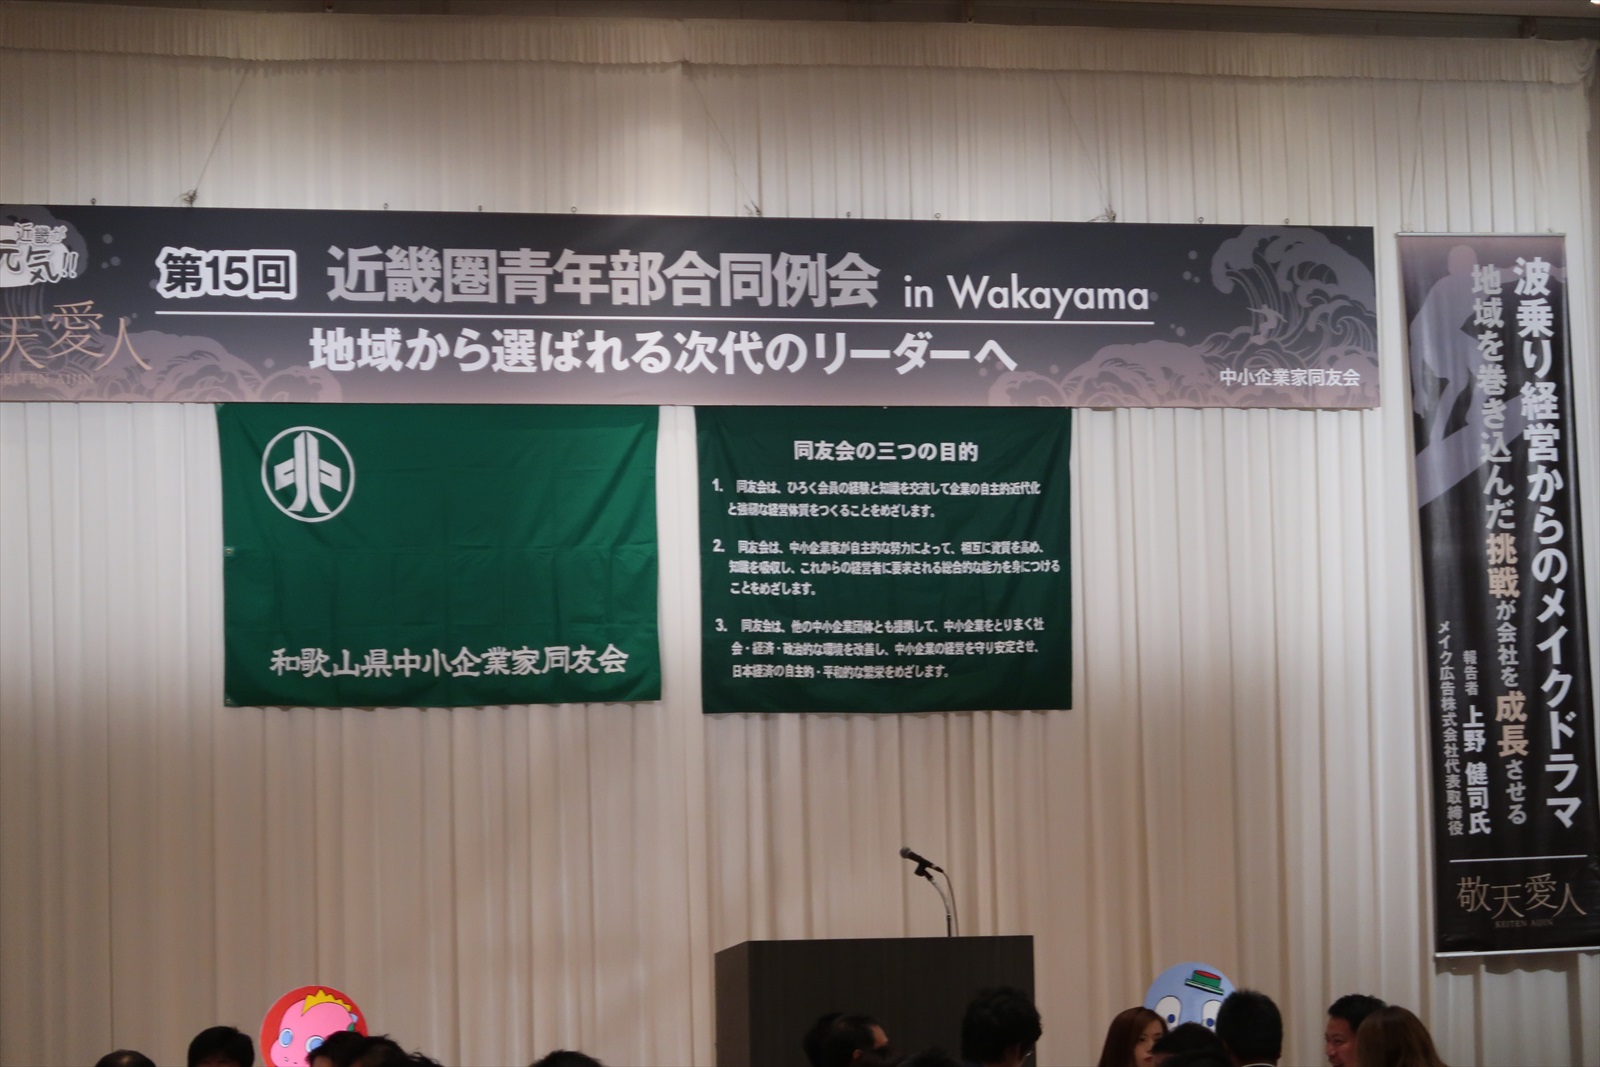 近畿が
元気!!
天愛人
KEITEN AIJIN
第15回 近畿圏青年部合同例会 in Wakayama
地域から選ばれる次代のリーダーへ
中小企業家同友会
和歌山県中小企業家同友会
同友会の三つの目的
1. 同友会は、ひろく会員の経験と知識を交流して企業の自主的近代化
と強靭な経営体質をつくることをめざします。
2. 同友会は、中小企業家が自主的な努力によって、相互に資質を高め、
知識を吸収し、これからの経営者に要求される総合的な能力を身につける
ことをめざします。
3. 同友会は、他の中小企業団体とも提携して、中小企業をとりまく社
会・経済・政治的な環境を改善し、中小企業の経営を守り安定させ、
日本経済の自主的・平和的な繁栄をめざします。
波乗り経営からのメイクドラマ
地域を巻き込んだ挑戦が会社を成長させる
報告者 上野 健司氏
メイク広告株式会社代表取締役
敬天愛人
KEITEN AIJIN